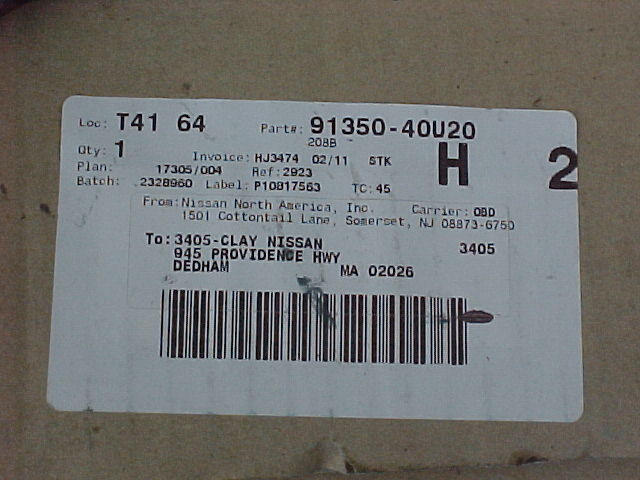 Loc: T41 64 Part#: 91350-40U20
208B
Qty: 1 Invoice: HJ3474 02/11 STK H 2
Plan: 17305/004 Ref: 2923
Batch: 2328960 Label: P10817563 TC: 45
From: Nissan North America, Inc. Carrier: OBD
1501 Cottontail Lane, Somerset, NJ 08873-6750
To: 3405-CLAY NISSAN 3405
945 PROVIDENCE HWY
DEDHAM MA 02026